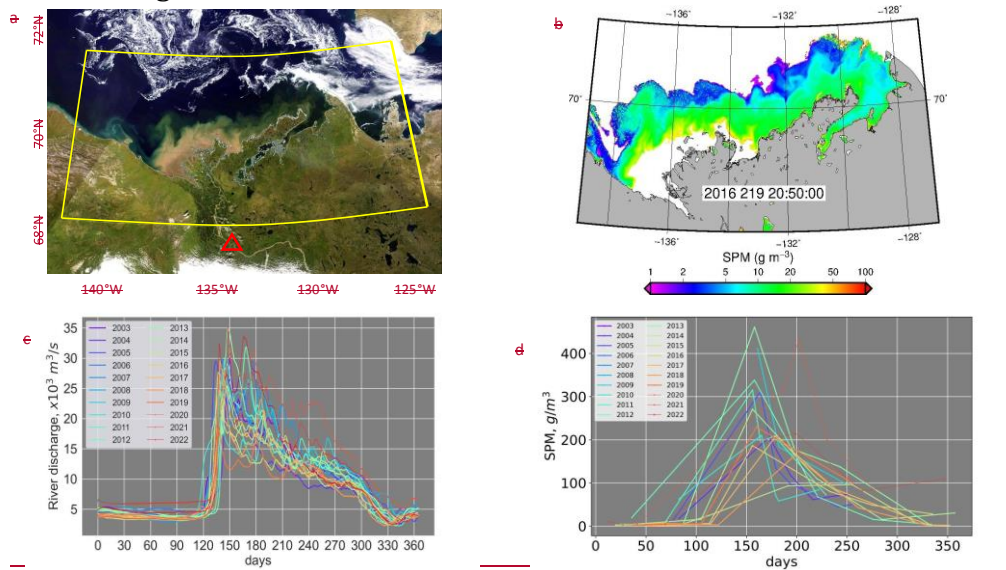 a
72°N
70°N
68°N
140°W
135°W
130°W
125°W
b
−136°
−132°
−128°
70°
70°
2016 219 20:50:00
−136°
−132°
−128°
SPM (g m⁻³)
1 2 5 10 20 50 100
c
River discharge, x10³ m³/s
35
30
25
20
15
10
5
2003 2013
2004 2014
2005 2015
2006 2016
2007 2017
2008 2018
2009 2019
2010 2020
2011 2021
2012 2022
0 30 60 90 120 150 180 210 240 270 300 330 360
days
d
SPM, g/m³
400
300
200
100
0
2003 2013
2004 2014
2005 2015
2006 2016
2007 2017
2008 2018
2009 2019
2010 2020
2011 2021
2012 2022
0 50 100 150 200 250 300 350
days